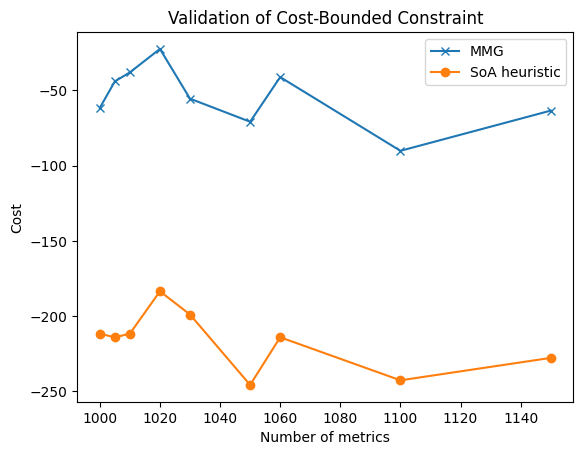 Validation of Cost-Bounded Constraint
MMG
SoA heuristic
Cost
−50
−100
−150
−200
−250
1000
1020
1040
1060
1080
1100
1120
1140
Number of metrics